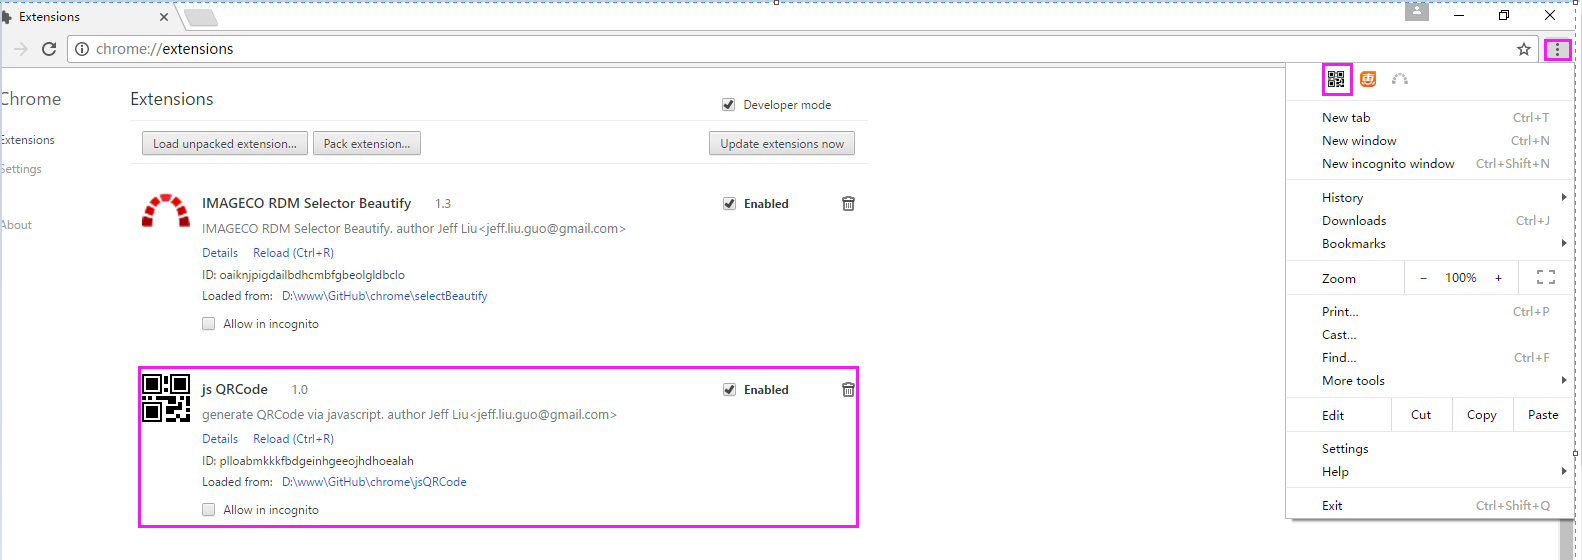 Extensions
chrome://extensions
Chrome
Extensions
Settings
About
Extensions
Developer mode
Load unpacked extension...
Pack extension...
Update extensions now
IMAGECO RDM Selector Beautify 1.3
Enabled
IMAGECO RDM Selector Beautify. author Jeff Liu<jeff.liu.guo@gmail.com>
Details Reload (Ctrl+R)
ID: oaiknjpigdailbdhcmbfgbeolgldbclo
Loaded from: D:\www\GitHub\chrome\selectBeautify
Allow in incognito
js QRCode 1.0
Enabled
generate QRCode via javascript. author Jeff Liu<jeff.liu.guo@gmail.com>
Details Reload (Ctrl+R)
ID: plloabmkkkfbdgeinhgeeojhdhoealah
Loaded from: D:\www\GitHub\chrome\jsQRCode
Allow in incognito
New tab Ctrl+T
New window Ctrl+N
New incognito window Ctrl+Shift+N
History
Downloads Ctrl+J
Bookmarks
Zoom − 100% +
Print... Ctrl+P
Cast...
Find... Ctrl+F
More tools
Edit Cut Copy Paste
Settings
Help
Exit Ctrl+Shift+Q